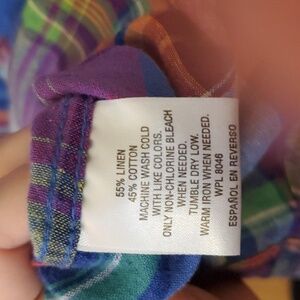 55% LINEN
45% COTTON
MACHINE WASH COLD
WITH LIKE COLORS.
ONLY NON-CHLORINE BLEACH
WHEN NEEDED.
TUMBLE DRY LOW.
WARM IRON WHEN NEEDED.
WPL 8046
ESPAÑOL EN REVERSO